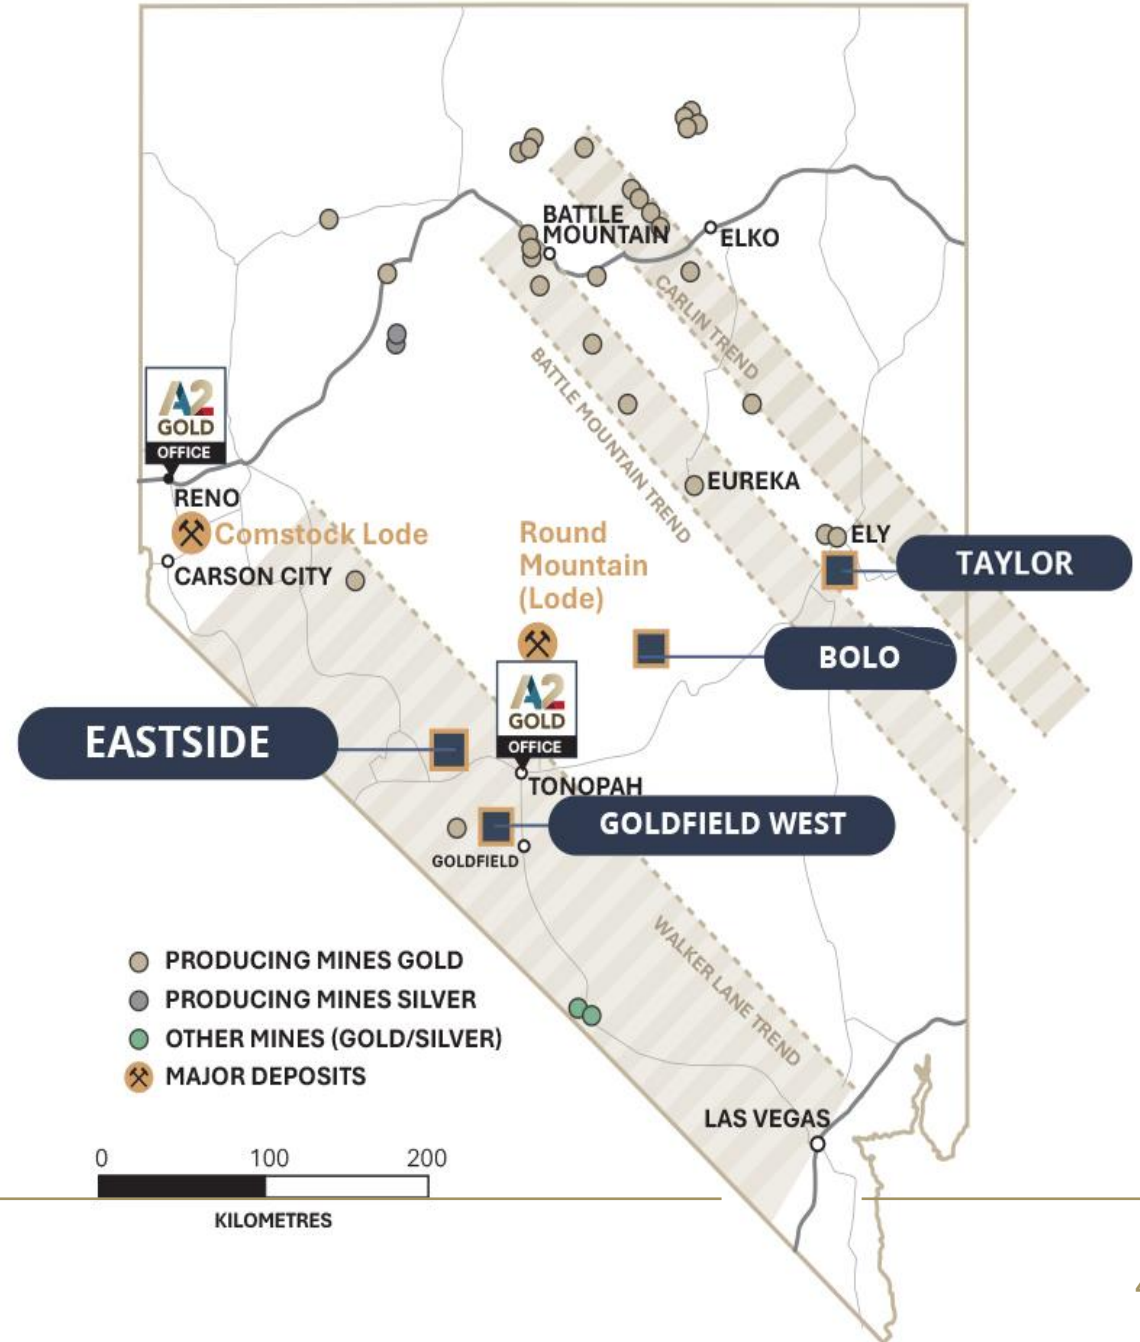 BATTLE
MOUNTAIN
ELKO
CARLIN TREND
BATTLE MOUNTAIN TREND
A2
GOLD
OFFICE
RENO
Comstock Lode
CARSON CITY
EUREKA
ELY
TAYLOR
Round
Mountain
(Lode)
BOLO
A2
GOLD
OFFICE
EASTSIDE
TONOPAH
GOLDFIELD WEST
GOLDFIELD
WALKER LANE TREND
PRODUCING MINES GOLD
PRODUCING MINES SILVER
OTHER MINES (GOLD/SILVER)
MAJOR DEPOSITS
LAS VEGAS
0 100 200
KILOMETRES